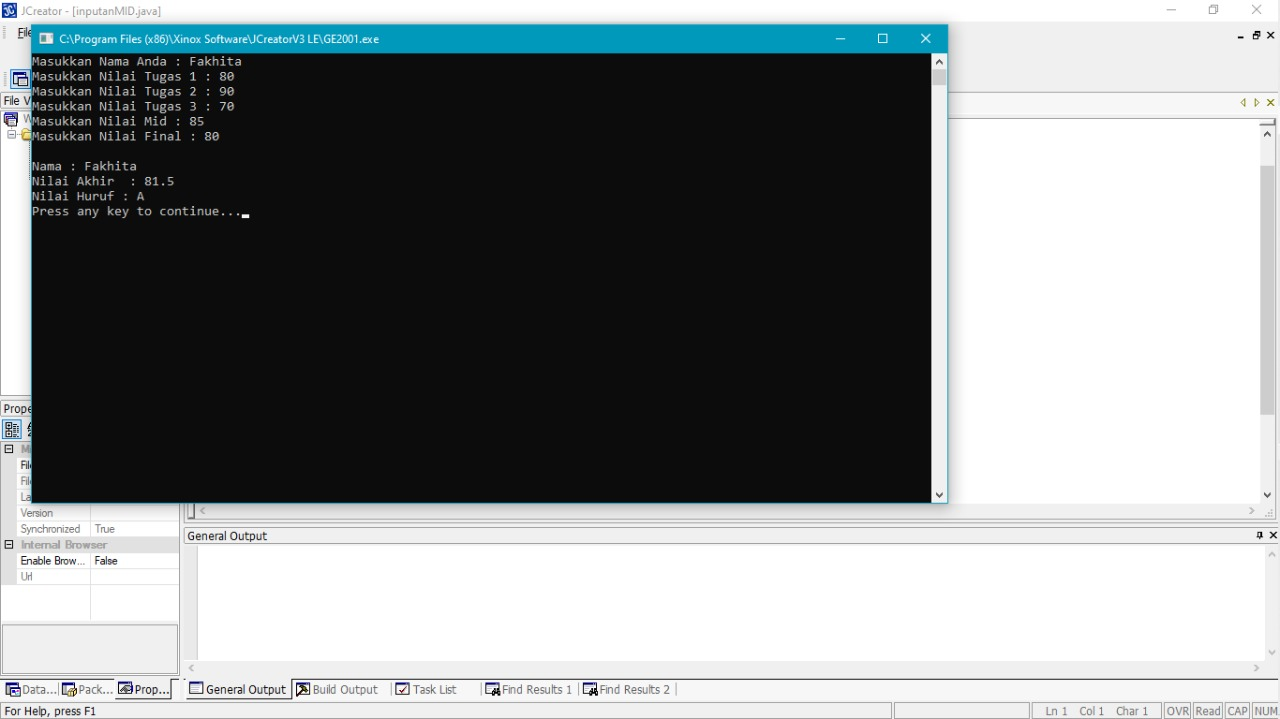 JCreator - [inputanMID.java]
C:\Program Files (x86)\Xinox Software\JCreatorV3 LE\GE2001.exe
Masukkan Nama Anda : Fakhita
Masukkan Nilai Tugas 1 : 80
Masukkan Nilai Tugas 2 : 90
Masukkan Nilai Tugas 3 : 70
Masukkan Nilai Mid : 85
Masukkan Nilai Final : 80
Nama : Fakhita
Nilai Akhir  : 81.5
Nilai Huruf : A
Press any key to continue...
File V
Prope
Version
Synchronized True
Internal Browser
Enable Brow... False
Url
General Output
Data... Pack... Prop... General Output Build Output Task List Find Results 1 Find Results 2
For Help, press F1 Ln 1 Col 1 Char 1 OVR Read CAP NUM